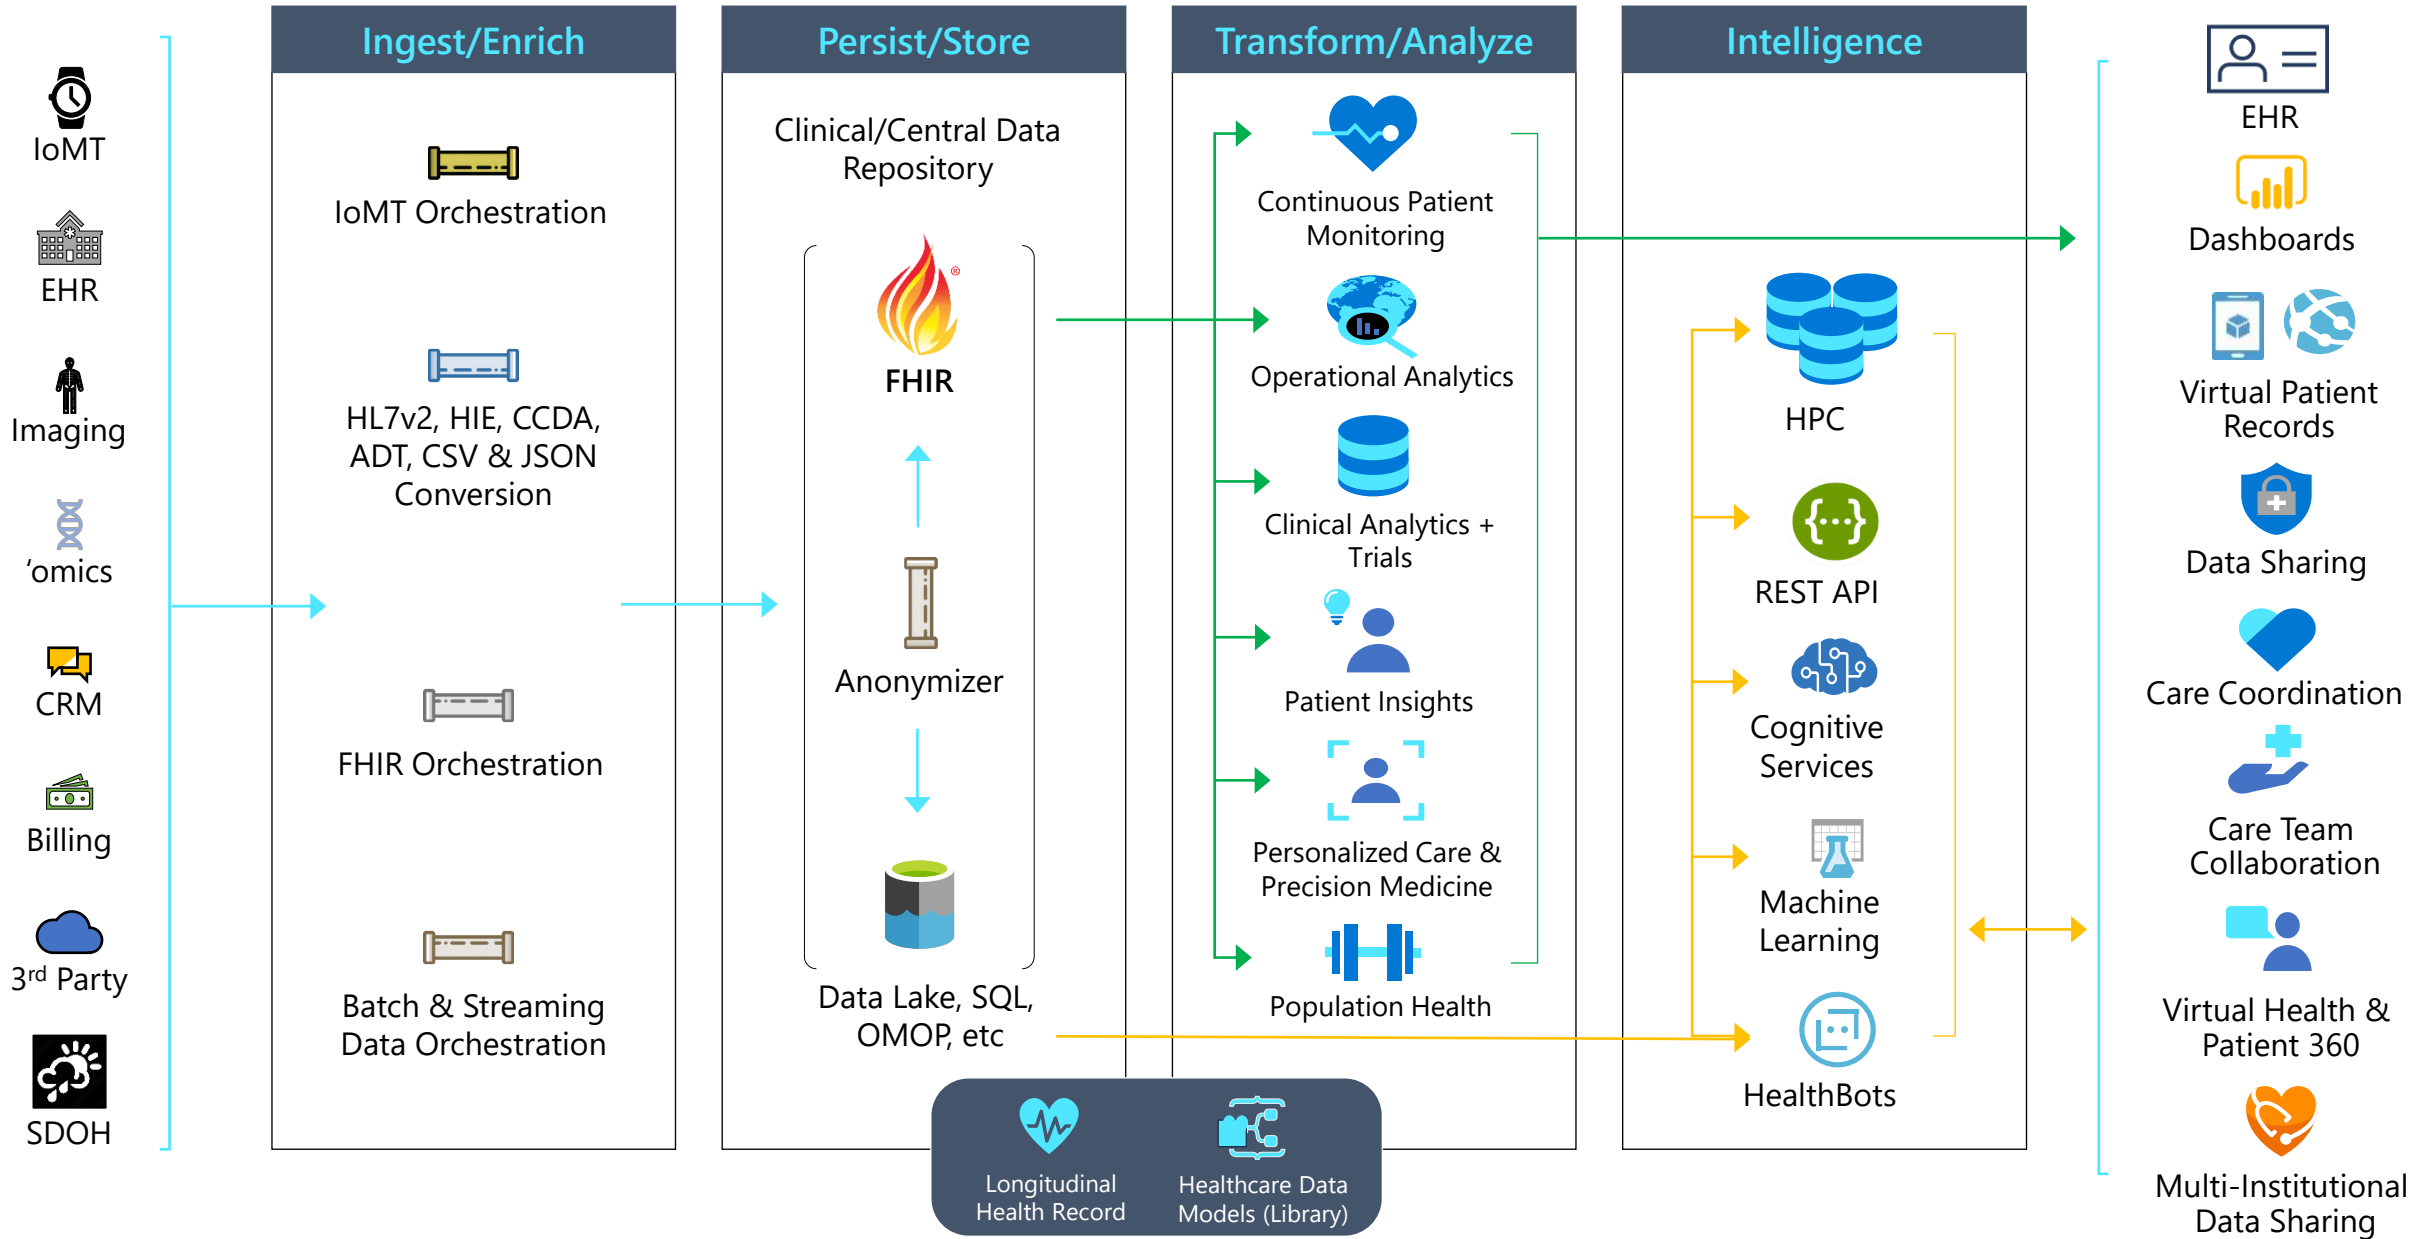 Ingest/Enrich
Persist/Store
Transform/Analyze
Intelligence
IoMT
EHR
Imaging
‘omics
CRM
Billing
3rd Party
SDOH
IoMT Orchestration
HL7v2, HIE, CCDA,
ADT, CSV & JSON
Conversion
FHIR Orchestration
Batch & Streaming
Data Orchestration
Clinical/Central Data
Repository
®
FHIR
Anonymizer
Data Lake, SQL,
OMOP, etc
Continuous Patient
Monitoring
Operational Analytics
Clinical Analytics +
Trials
Patient Insights
Personalized Care &
Precision Medicine
Population Health
HPC
REST API
Cognitive
Services
Machine
Learning
HealthBots
EHR
Dashboards
Virtual Patient
Records
Data Sharing
Care Coordination
Care Team
Collaboration
Virtual Health &
Patient 360
Multi-Institutional
Data Sharing
Longitudinal
Health Record
Healthcare Data
Models (Library)